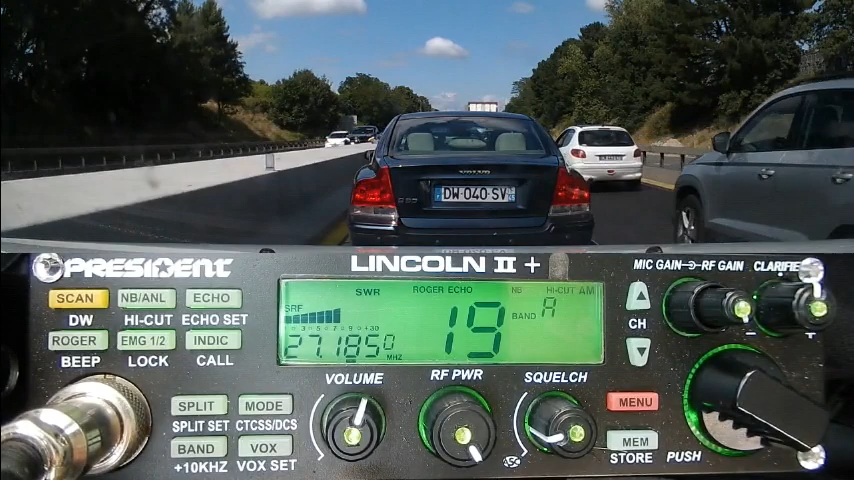 VOLVO
DW-040-SV
PRESIDENT
LINCOLN II +
SCAN
NB/ANL
ECHO
DW
HI-CUT
ECHO SET
ROGER
EMG 1/2
INDIC
BEEP
LOCK
CALL
SPLIT
MODE
SPLIT SET
CTCSS/DCS
BAND
VOX
+10KHZ
VOX SET
SWR
ROGER ECHO
NB
HI-CUT AM
SRF
19
BAND A
27.1850 MHZ
VOLUME
RF PWR
SQUELCH
ASC
MIC GAIN
RF GAIN
CLARIFIER
CH
MENU
MEM
STORE
PUSH
- +